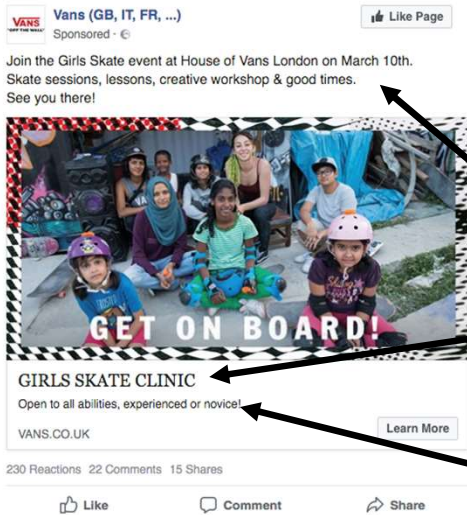 VANS
"OFF THE WALL"
Vans (GB, IT, FR, ...)
Sponsored ·
Like Page
Join the Girls Skate event at House of Vans London on March 10th.
Skate sessions, lessons, creative workshop & good times.
See you there!
GET ON BOARD!
GIRLS SKATE CLINIC
Open to all abilities, experienced or novice!
VANS.CO.UK
Learn More
230 Reactions 22 Comments 15 Shares
Like Comment Share